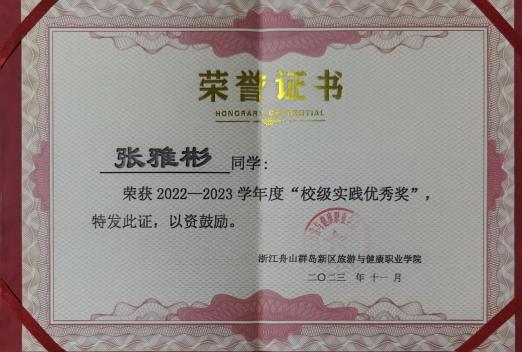 荣誉证书
HONORARY CREDENTIAL
张雅彬 同学：
荣获 2022—2023 学年度“校级实践优秀奖”，
特发此证，以资鼓励。
浙江舟山群岛新区旅游与健康职业学院
二〇二三 年 十一 月